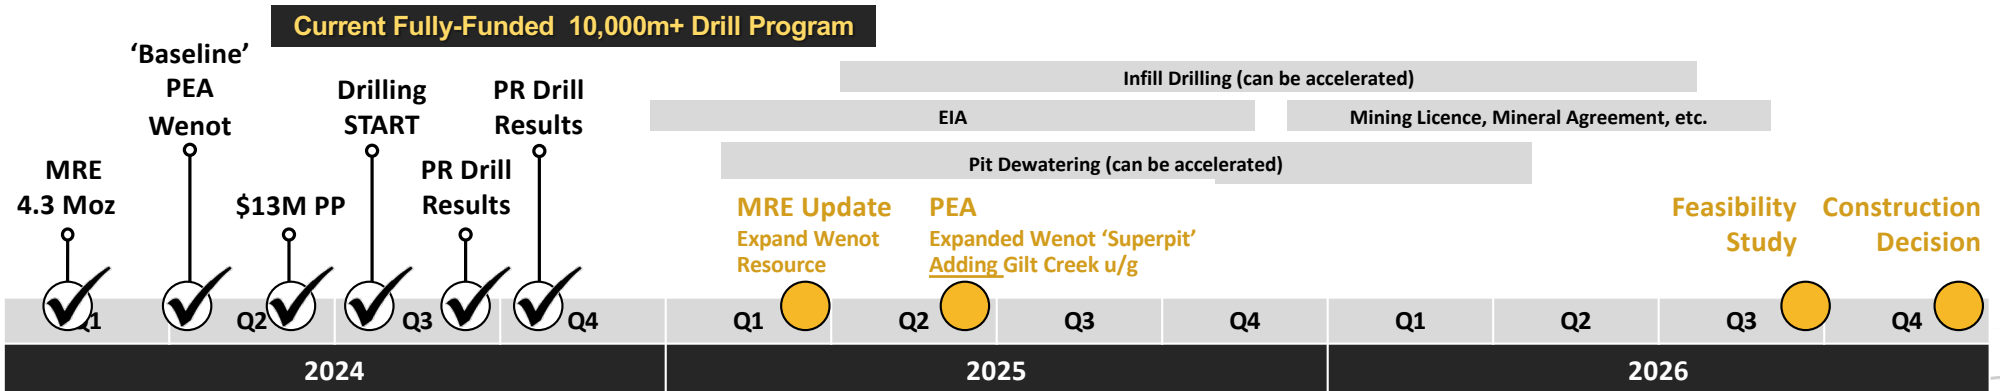 Current Fully-Funded 10,000m+ Drill Program
‘Baseline’
PEA
Wenot
Drilling
START
PR Drill
Results
MRE
4.3 Moz
$13M PP
PR Drill
Results
Infill Drilling (can be accelerated)
EIA
Mining Licence, Mineral Agreement, etc.
Pit Dewatering (can be accelerated)
MRE Update
Expand Wenot
Resource
PEA
Expanded Wenot ‘Superpit’
Adding Gilt Creek u/g
Feasibility
Study
Construction
Decision
Q1 Q2 Q3 Q4 Q1 Q2 Q3 Q4 Q1 Q2 Q3 Q4
2024 2025 2026